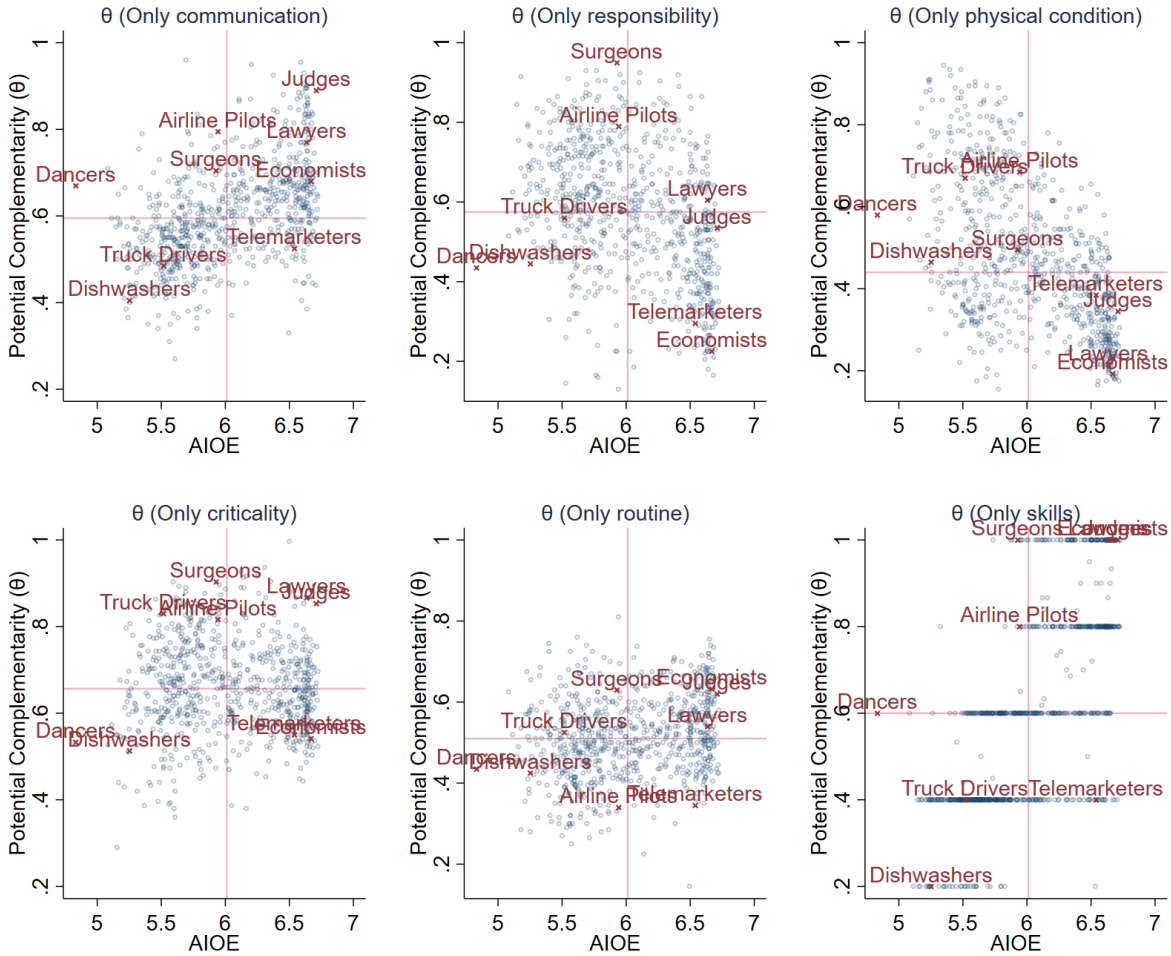 θ (Only communication)
Potential Complementarity (θ)
1
.8
.6
.4
.2
Judges
Airline Pilots
Lawyers
Surgeons
Economists
Dancers
Telemarketers
Truck Drivers
Dishwashers
5
5.5
6
6.5
7
AIOE
θ (Only responsibility)
Potential Complementarity (θ)
1
.8
.6
.4
.2
Surgeons
Airline Pilots
Lawyers
Truck Drivers
Judges
Dishwashers
Dancers
Telemarketers
Economists
5
5.5
6
6.5
7
AIOE
θ (Only physical condition)
Potential Complementarity (θ)
1
.8
.6
.4
.2
Airline Pilots
Truck Drivers
Dancers
Surgeons
Dishwashers
Telemarketers
Judges
Lawyers
Economists
5
5.5
6
6.5
7
AIOE
θ (Only criticality)
Potential Complementarity (θ)
1
.8
.6
.4
.2
Surgeons
Lawyers
Judges
Truck Drivers
Airline Pilots
Dancers
Telemarketers
Economists
Dishwashers
5
5.5
6
6.5
7
AIOE
θ (Only routine)
Potential Complementarity (θ)
1
.8
.6
.4
.2
Surgeons
Economists
Judges
Truck Drivers
Lawyers
Dancers
Dishwashers
Airline Pilots
Telemarketers
5
5.5
6
6.5
7
AIOE
θ (Only skills)
Potential Complementarity (θ)
1
.8
.6
.4
.2
Surgeons
Economists
Airline Pilots
Dancers
Truck Drivers
Telemarketers
Dishwashers
5
5.5
6
6.5
7
AIOE